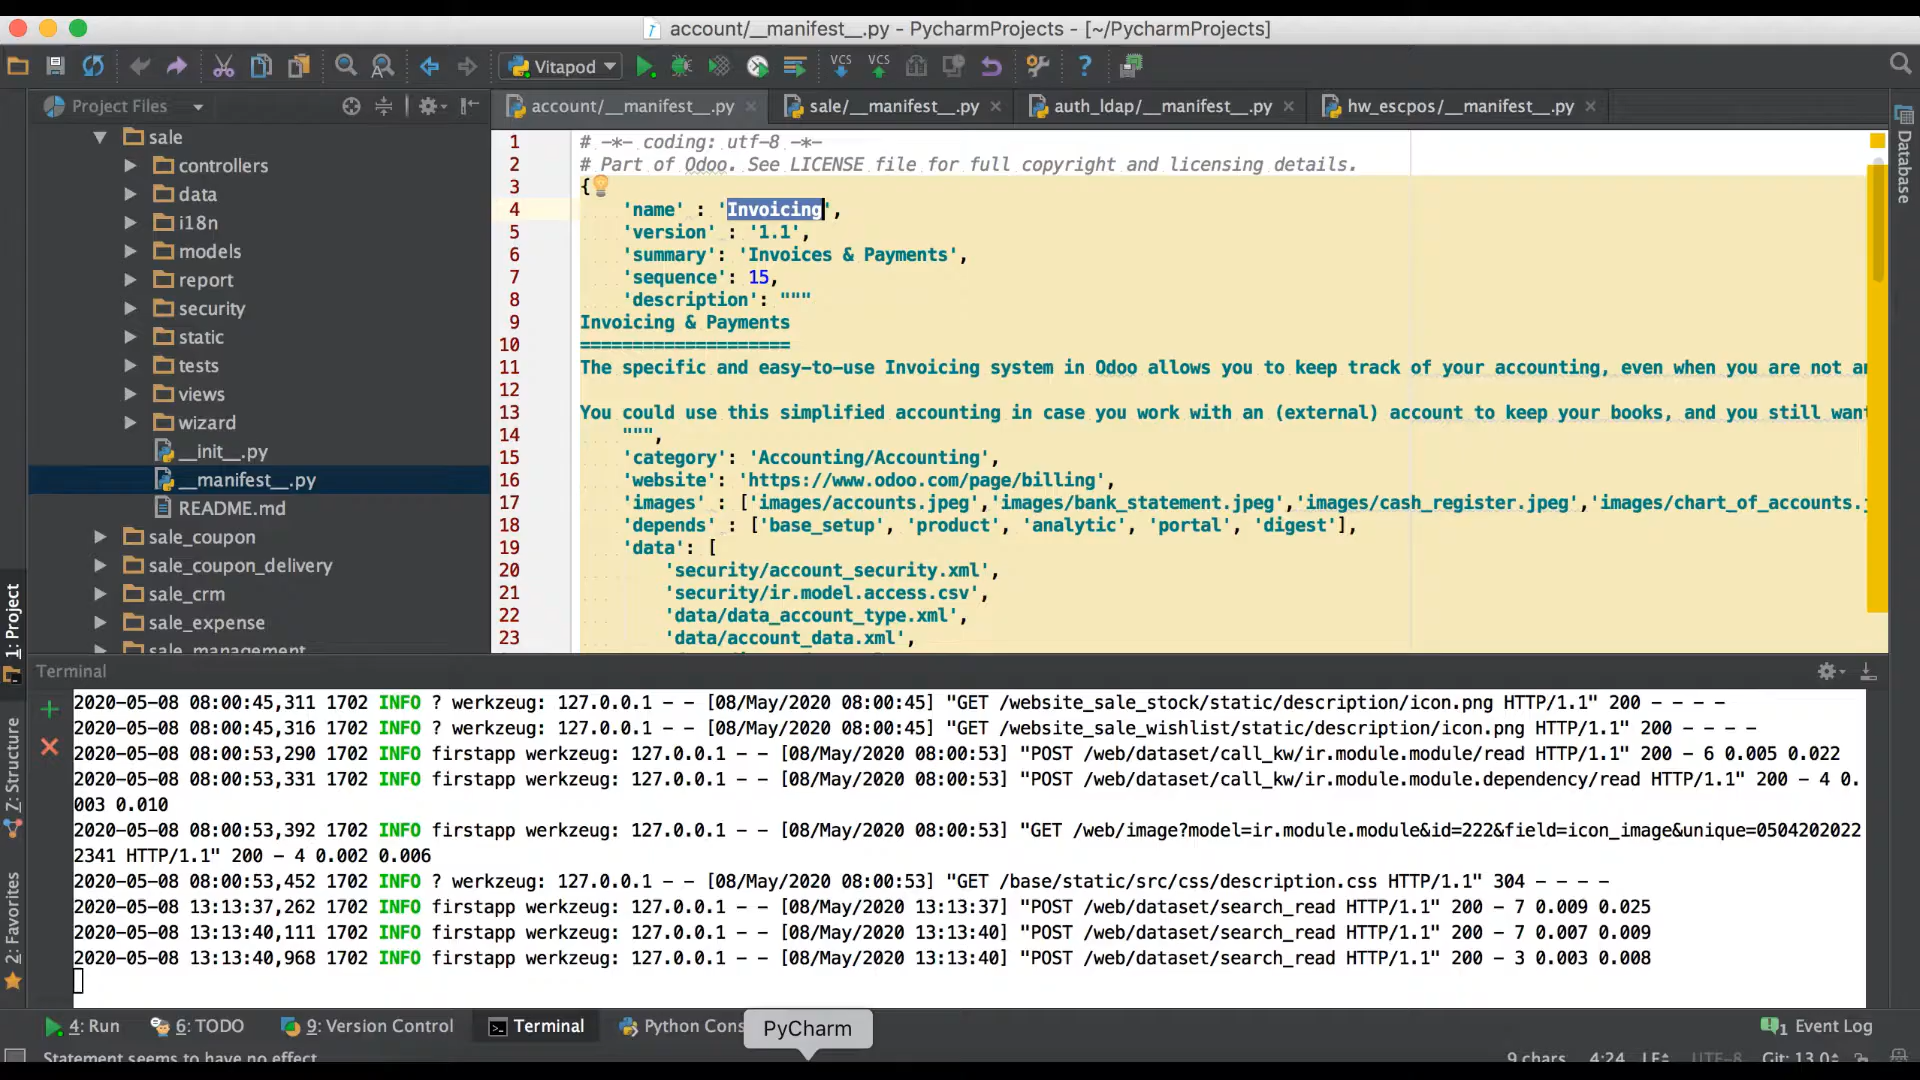 account/__manifest__.py - PycharmProjects - [~/PycharmProjects]
Vitapod
VCS VCS
Project Files
account/__manifest__.py sale/__manifest__.py auth_ldap/__manifest__.py hw_escpos/__manifest__.py
sale
controllers
data
i18n
models
report
security
static
tests
views
wizard
__init__.py
__manifest__.py
README.md
sale_coupon
sale_coupon_delivery
sale_crm
sale_expense
sale_management
1 # -*- coding: utf-8 -*-
2 # Part of Odoo. See LICENSE file for full copyright and licensing details.
3 {
4 'name' : 'Invoicing',
5 'version' : '1.1',
6 'summary': 'Invoices & Payments',
7 'sequence': 15,
8 'description': """
9 Invoicing & Payments
10 ====================
11 The specific and easy-to-use Invoicing system in Odoo allows you to keep track of your accounting, even when you are not a
12
13 You could use this simplified accounting in case you work with an (external) account to keep your books, and you still want
14 """,
15 'category': 'Accounting/Accounting',
16 'website': 'https://www.odoo.com/page/billing',
17 'images' : ['images/accounts.jpeg','images/bank_statement.jpeg','images/cash_register.jpeg','images/chart_of_accounts.
18 'depends' : ['base_setup', 'product', 'analytic', 'portal', 'digest'],
19 'data': [
20 'security/account_security.xml',
21 'security/ir.model.access.csv',
22 'data/data_account_type.xml',
23 'data/account_data.xml',
Database
1: Project
7: Structure
2: Favorites
Terminal
2020-05-08 08:00:45,311 1702 INFO ? werkzeug: 127.0.0.1 - - [08/May/2020 08:00:45] "GET /website_sale_stock/static/description/icon.png HTTP/1.1" 200 - - - -
2020-05-08 08:00:45,316 1702 INFO ? werkzeug: 127.0.0.1 - - [08/May/2020 08:00:45] "GET /website_sale_wishlist/static/description/icon.png HTTP/1.1" 200 - - - -
2020-05-08 08:00:53,290 1702 INFO firstapp werkzeug: 127.0.0.1 - - [08/May/2020 08:00:53] "POST /web/dataset/call_kw/ir.module.module/read HTTP/1.1" 200 - 6 0.005 0.022
2020-05-08 08:00:53,331 1702 INFO firstapp werkzeug: 127.0.0.1 - - [08/May/2020 08:00:53] "POST /web/dataset/call_kw/ir.module.module.dependency/read HTTP/1.1" 200 - 4 0.
003 0.010
2020-05-08 08:00:53,392 1702 INFO firstapp werkzeug: 127.0.0.1 - - [08/May/2020 08:00:53] "GET /web/image?model=ir.module.module&id=222&field=icon_image&unique=0504202022
2341 HTTP/1.1" 200 - 4 0.002 0.006
2020-05-08 08:00:53,452 1702 INFO ? werkzeug: 127.0.0.1 - - [08/May/2020 08:00:53] "GET /base/static/src/css/description.css HTTP/1.1" 304 - - - -
2020-05-08 13:13:37,262 1702 INFO firstapp werkzeug: 127.0.0.1 - - [08/May/2020 13:13:37] "POST /web/dataset/search_read HTTP/1.1" 200 - 7 0.009 0.025
2020-05-08 13:13:40,111 1702 INFO firstapp werkzeug: 127.0.0.1 - - [08/May/2020 13:13:40] "POST /web/dataset/search_read HTTP/1.1" 200 - 7 0.007 0.009
2020-05-08 13:13:40,968 1702 INFO firstapp werkzeug: 127.0.0.1 - - [08/May/2020 13:13:40] "POST /web/dataset/search_read HTTP/1.1" 200 - 3 0.003 0.008
4: Run 6: TODO 9: Version Control Terminal Python Cons PyCharm 1 Event Log
Statement seems to have no effect 9 chars 4:24 LF UTF-8 Git: 13.0